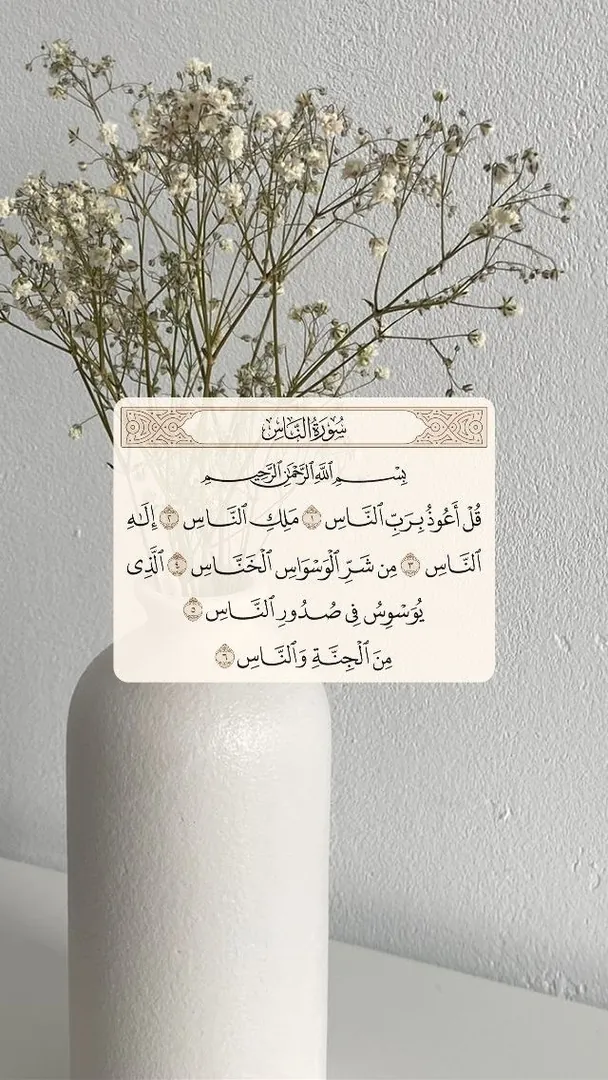 سُورَةُ النَّاسِ
بِسْمِ ٱللَّهِ ٱلرَّحْمَٰنِ ٱلرَّحِيمِ
قُلْ أَعُوذُ بِرَبِّ ٱلنَّاسِ ١ مَلِكِ ٱلنَّاسِ ٢ إِلَٰهِ
ٱلنَّاسِ ٣ مِن شَرِّ ٱلْوَسْوَاسِ ٱلْخَنَّاسِ ٤ ٱلَّذِى
يُوَسْوِسُ فِى صُدُورِ ٱلنَّاسِ ٥
مِنَ ٱلْجِنَّةِ وَٱلنَّاسِ ٦